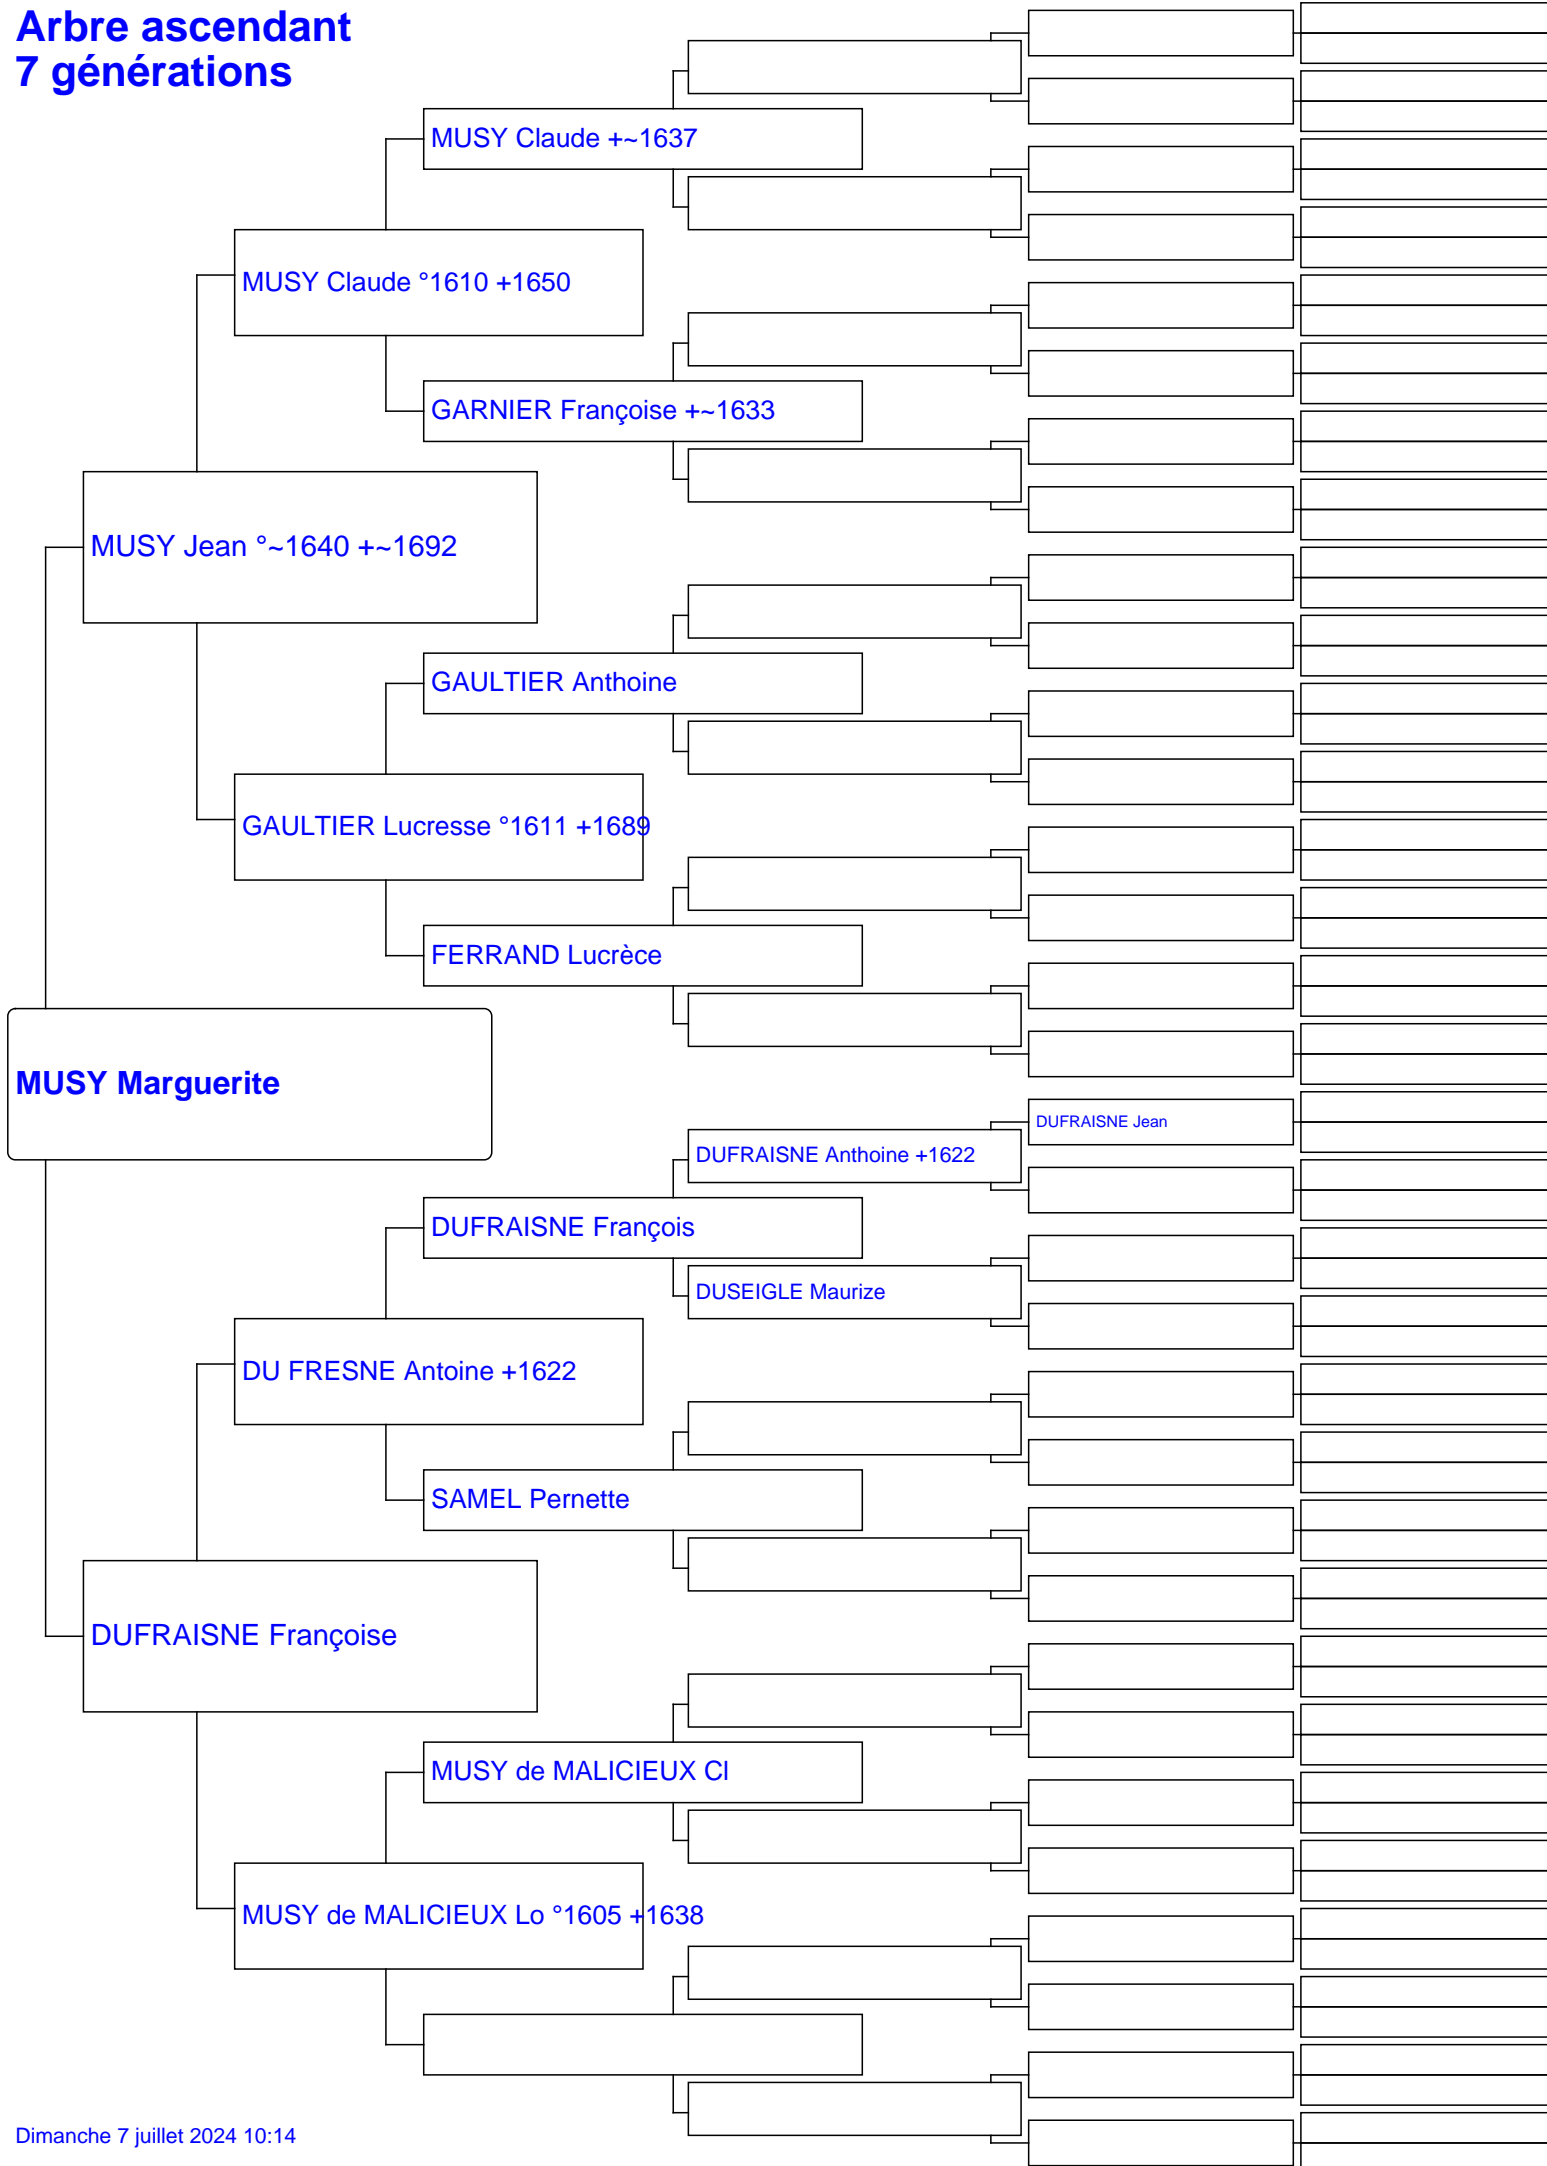 Arbre ascendant
7 générations
MUSY Claude +~1637
MUSY Claude °1610 +1650
GARNIER Françoise +~1633
MUSY Jean °~1640 +~1692
GAULTIER Anthoine
GAULTIER Lucresse °1611 +1689
FERRAND Lucrèce
MUSY Marguerite
DUFRAISNE Jean
DUFRAISNE Anthoine +1622
DUFRAISNE François
DUSEIGLE Maurize
DU FRESNE Antoine +1622
SAMEL Pernette
DUFRAISNE Françoise
MUSY de MALICIEUX Cl
MUSY de MALICIEUX Lo °1605 +1638
Dimanche 7 juillet 2024 10:14